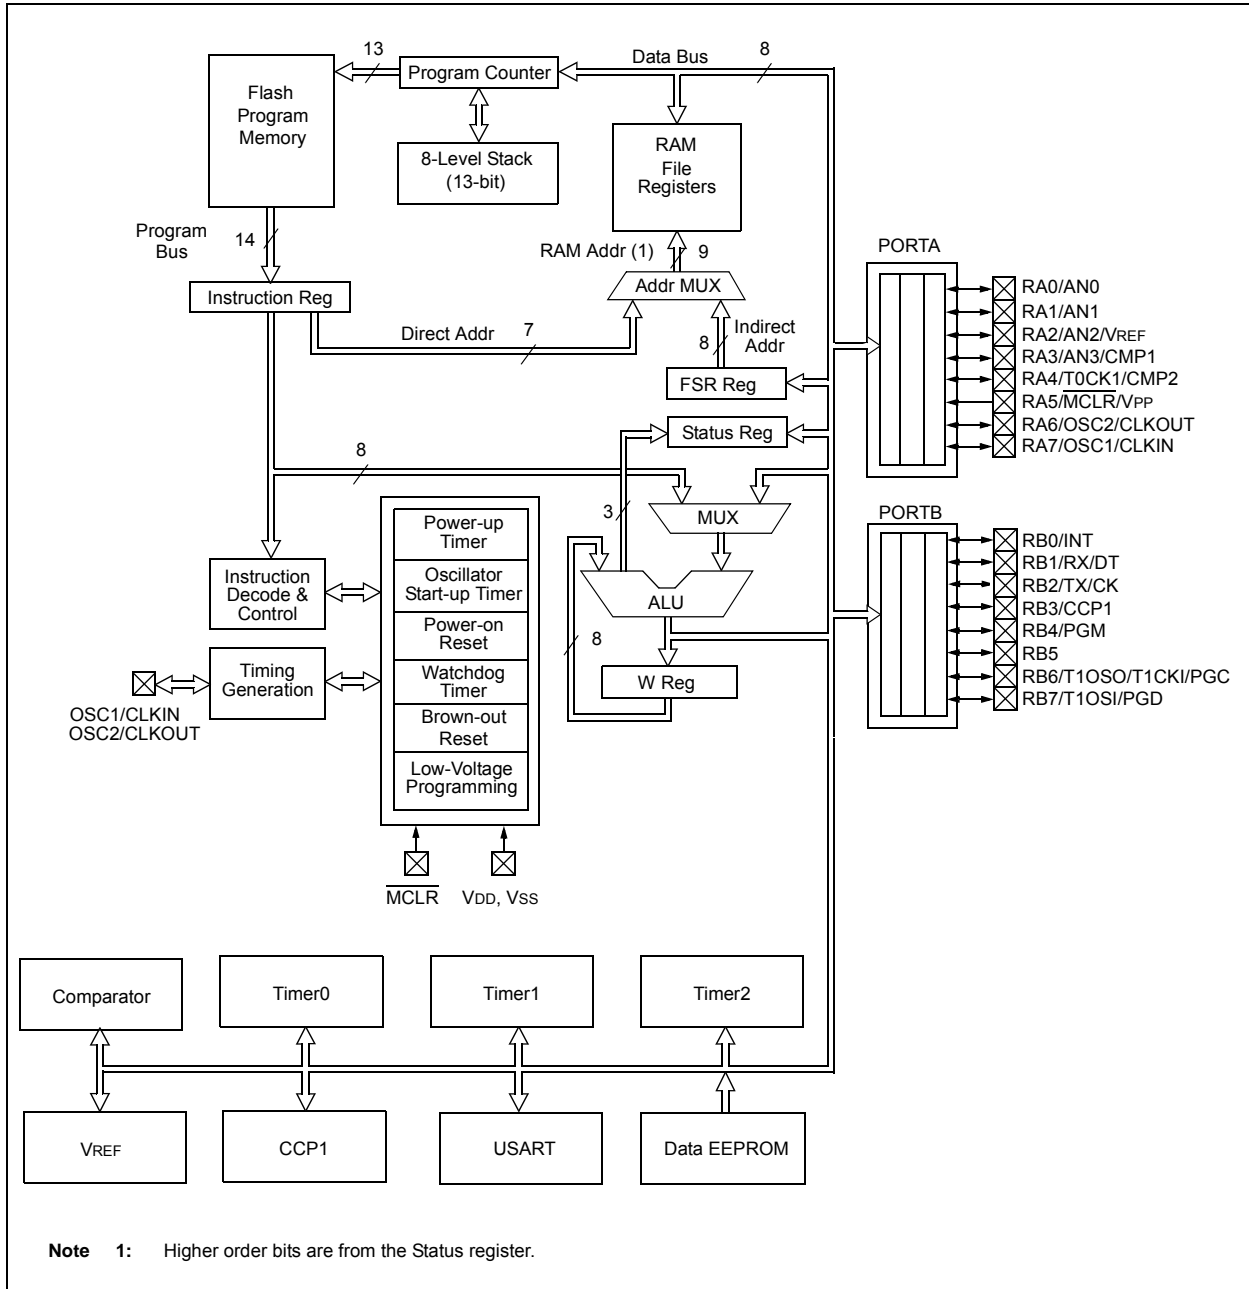 13
Program Counter
Data Bus
8
Flash
Program
Memory
8-Level Stack
(13-bit)
RAM
File
Registers
Program
Bus
14
RAM Addr (1)
9
Addr MUX
Instruction Reg
Direct Addr
7
8
Indirect
Addr
FSR Reg
Status Reg
8
3
MUX
ALU
8
W Reg
Instruction
Decode &
Control
Timing
Generation
OSC1/CLKIN
OSC2/CLKOUT
Power-up
Timer
Oscillator
Start-up Timer
Power-on
Reset
Watchdog
Timer
Brown-out
Reset
Low-Voltage
Programming
MCLR
VDD, VSS
PORTA
RA0/AN0
RA1/AN1
RA2/AN2/VREF
RA3/AN3/CMP1
RA4/T0CK1/CMP2
RA5/MCLR/VPP
RA6/OSC2/CLKOUT
RA7/OSC1/CLKIN
PORTB
RB0/INT
RB1/RX/DT
RB2/TX/CK
RB3/CCP1
RB4/PGM
RB5
RB6/T1OSO/T1CKI/PGC
RB7/T1OSI/PGD
Comparator
Timer0
Timer1
Timer2
VREF
CCP1
USART
Data EEPROM
Note 1: Higher order bits are from the Status register.